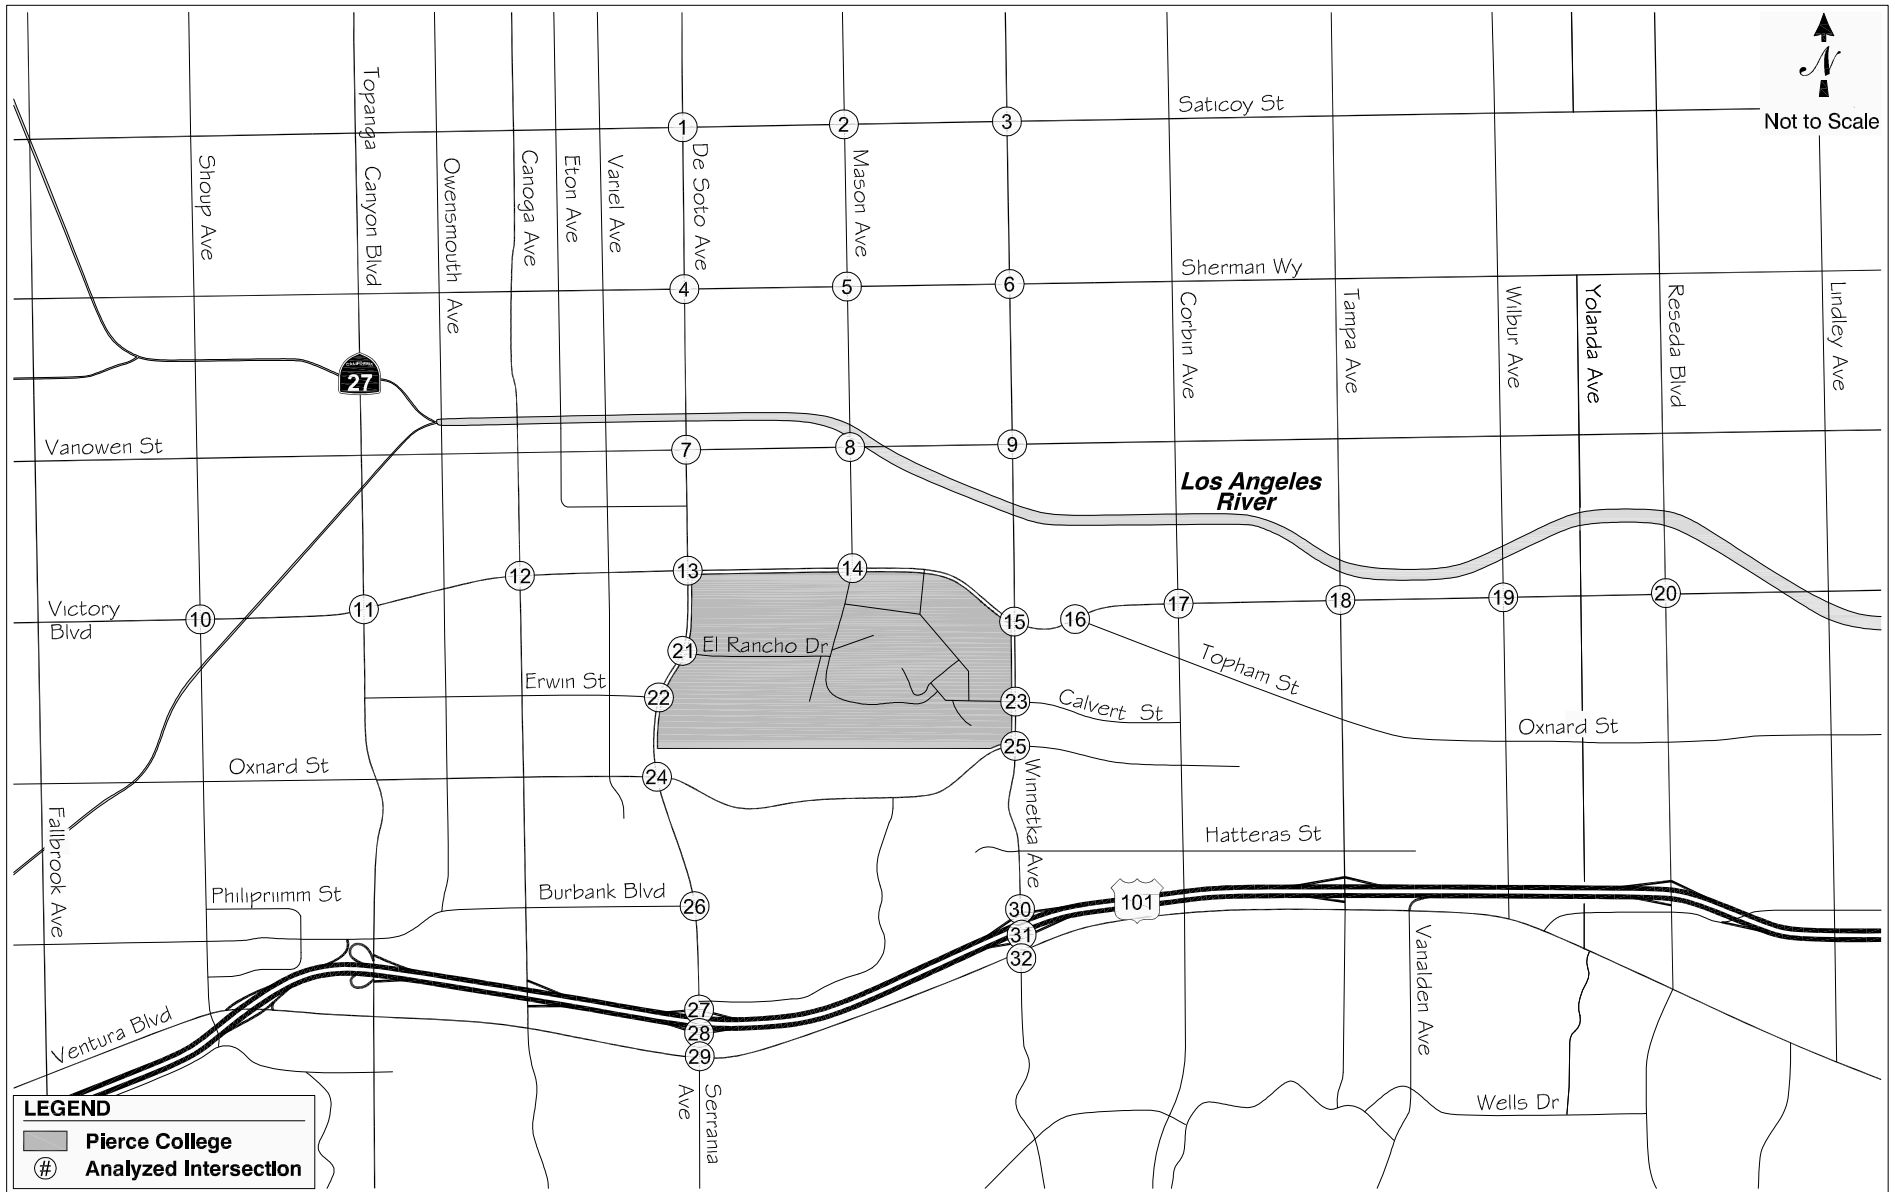 N
Not to Scale
Saticoy St
1
2
3
Topanga Canyon Blvd
Shoup Ave
Owensmouth Ave
Canoga Ave
Eton Ave
Variel Ave
De Soto Ave
Mason Ave
Sherman Wy
4
5
6
Corbin Ave
Tampa Ave
Wilbur Ave
Yolanda Ave
Reseda Blvd
Lindley Ave
27
Vanowen St
7
8
9
Los Angeles
River
10
11
12
13
14
15
16
17
18
19
20
Victory
Blvd
21
El Rancho Dr
Topham St
Erwin St
22
23
Calvert St
Oxnard St
25
Oxnard St
24
Winnetka Ave
Fallbrook Ave
Hatteras St
Philiprimm St
Burbank Blvd
26
30
101
31
32
Vanalden Ave
27
28
29
Ventura Blvd
Serrania
Ave
Wells Dr
LEGEND
Pierce College
# Analyzed Intersection